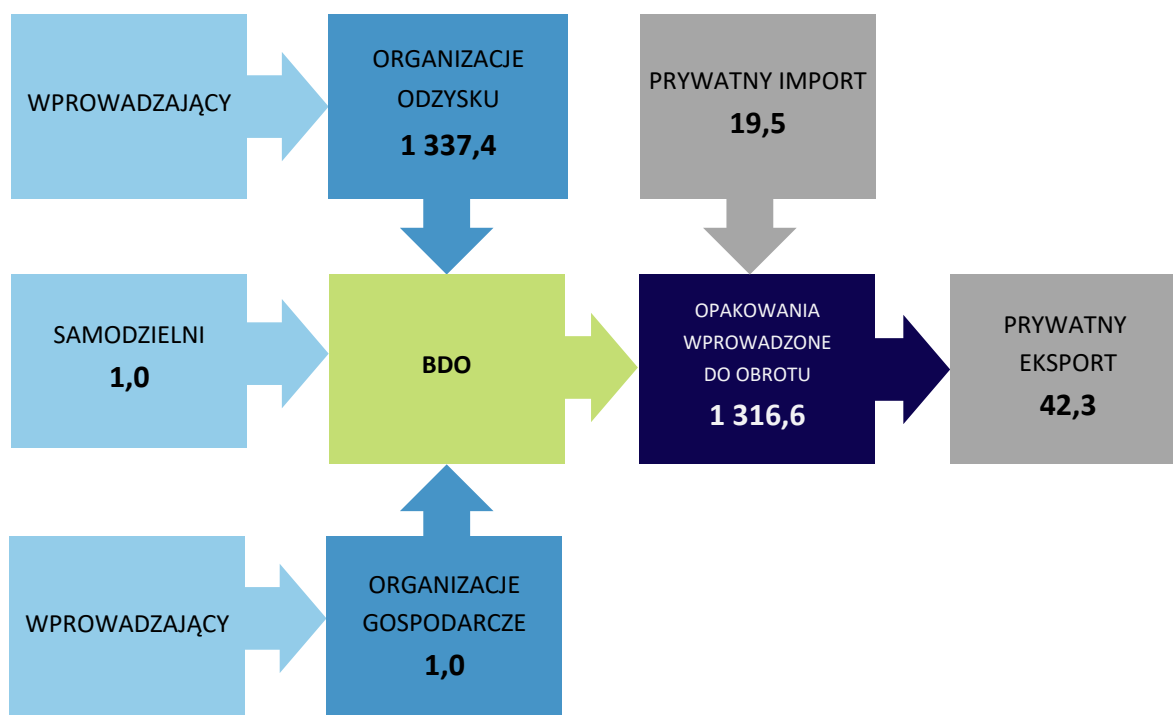 WPROWADZAJĄCY
ORGANIZACJE
ODZYSKU
1 337,4
PRYWATNY IMPORT
19,5
SAMODZIELNI
1,0
BDO
OPAKOWANIA
WPROWADZONE
DO OBROTU
1 316,6
PRYWATNY
EKSPORT
42,3
WPROWADZAJĄCY
ORGANIZACJE
GOSPODARCZE
1,0